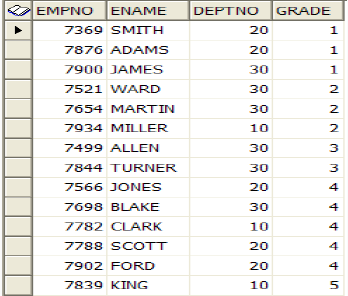 EMPNO ENAME DEPTNO GRADE
7369 SMITH 20 1
7876 ADAMS 20 1
7900 JAMES 30 1
7521 WARD 30 2
7654 MARTIN 30 2
7934 MILLER 10 2
7499 ALLEN 30 3
7844 TURNER 30 3
7566 JONES 20 4
7698 BLAKE 30 4
7782 CLARK 10 4
7788 SCOTT 20 4
7902 FORD 20 4
7839 KING 10 5